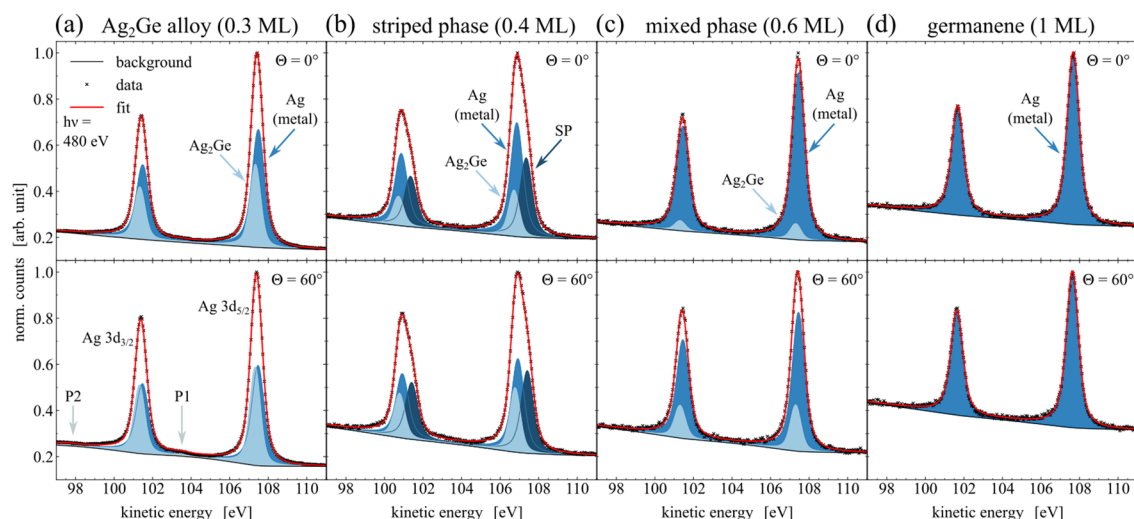 (a) Ag₂Ge alloy (0.3 ML) (b) striped phase (0.4 ML) (c) mixed phase (0.6 ML) (d) germanene (1 ML)
background
data
fit
hν =
480 eV
Θ = 0°
Ag
(metal)
Ag₂Ge
Θ = 0°
Ag
(metal)
SP
Ag₂Ge
Θ = 0°
Ag
(metal)
Ag₂Ge
Θ = 0°
Ag
(metal)
1.0
0.8
0.6
0.4
0.2
norm. counts [arb. unit]
Θ = 60°
Ag 3d₅/₂
Ag 3d₃/₂
P2
P1
Θ = 60°
Θ = 60°
Θ = 60°
1.0
0.8
0.6
0.4
0.2
98 100 102 104 106 108 110 98 100 102 104 106 108 110 98 100 102 104 106 108 110 98 100 102 104 106 108 110
kinetic energy [eV] kinetic energy [eV] kinetic energy [eV] kinetic energy [eV]